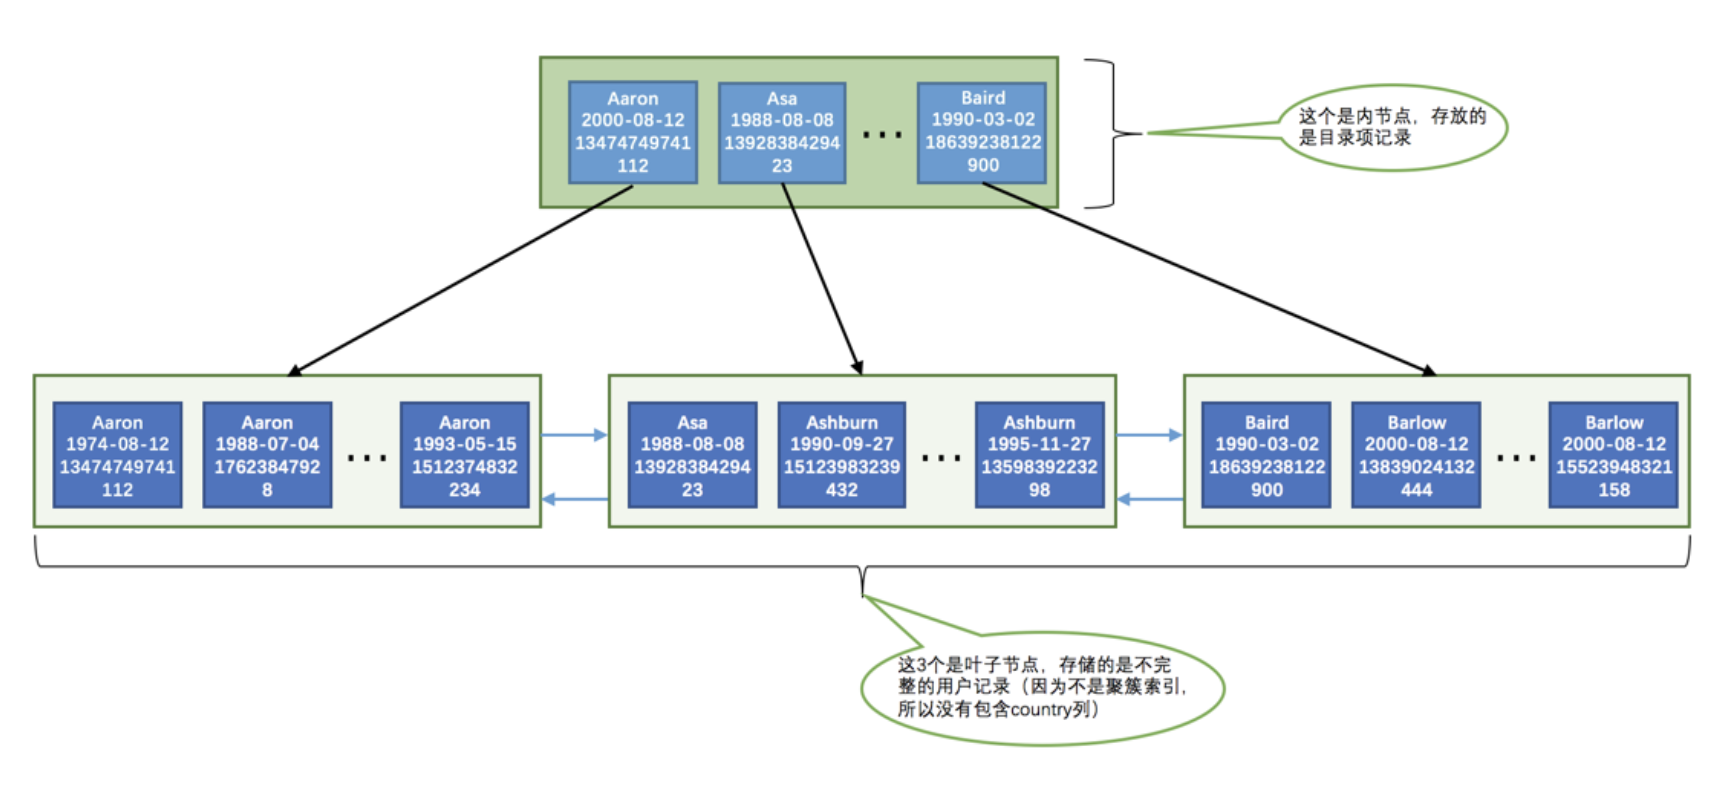 Aaron
2000-08-12
13474749741
112
Asa
1988-08-08
13928384294
23
...
Baird
1990-03-02
18639238122
900
这个是内节点，存放的
是目录项记录
Aaron
1974-08-12
13474749741
112
Aaron
1988-07-04
1762384792
8
...
Aaron
1993-05-15
1512374832
234
Asa
1988-08-08
13928384294
23
Ashburn
1990-09-27
15123983239
432
...
Ashburn
1995-11-27
13598392232
98
Baird
1990-03-02
18639238122
900
Barlow
2000-08-12
13839024132
444
...
Barlow
2000-08-12
15523948321
158
这3个是叶子节点，存储的是不完
整的用户记录（因为不是聚簇索引，
所以没有包含country列）